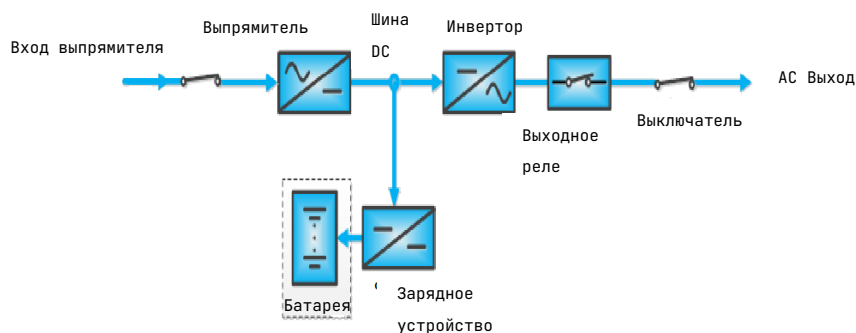 Вход выпрямителя
Выпрямитель
Шина
DC
Инвертор
Выходное
реле
Выключатель
AC Выход
Батарея
Зарядное
устройство